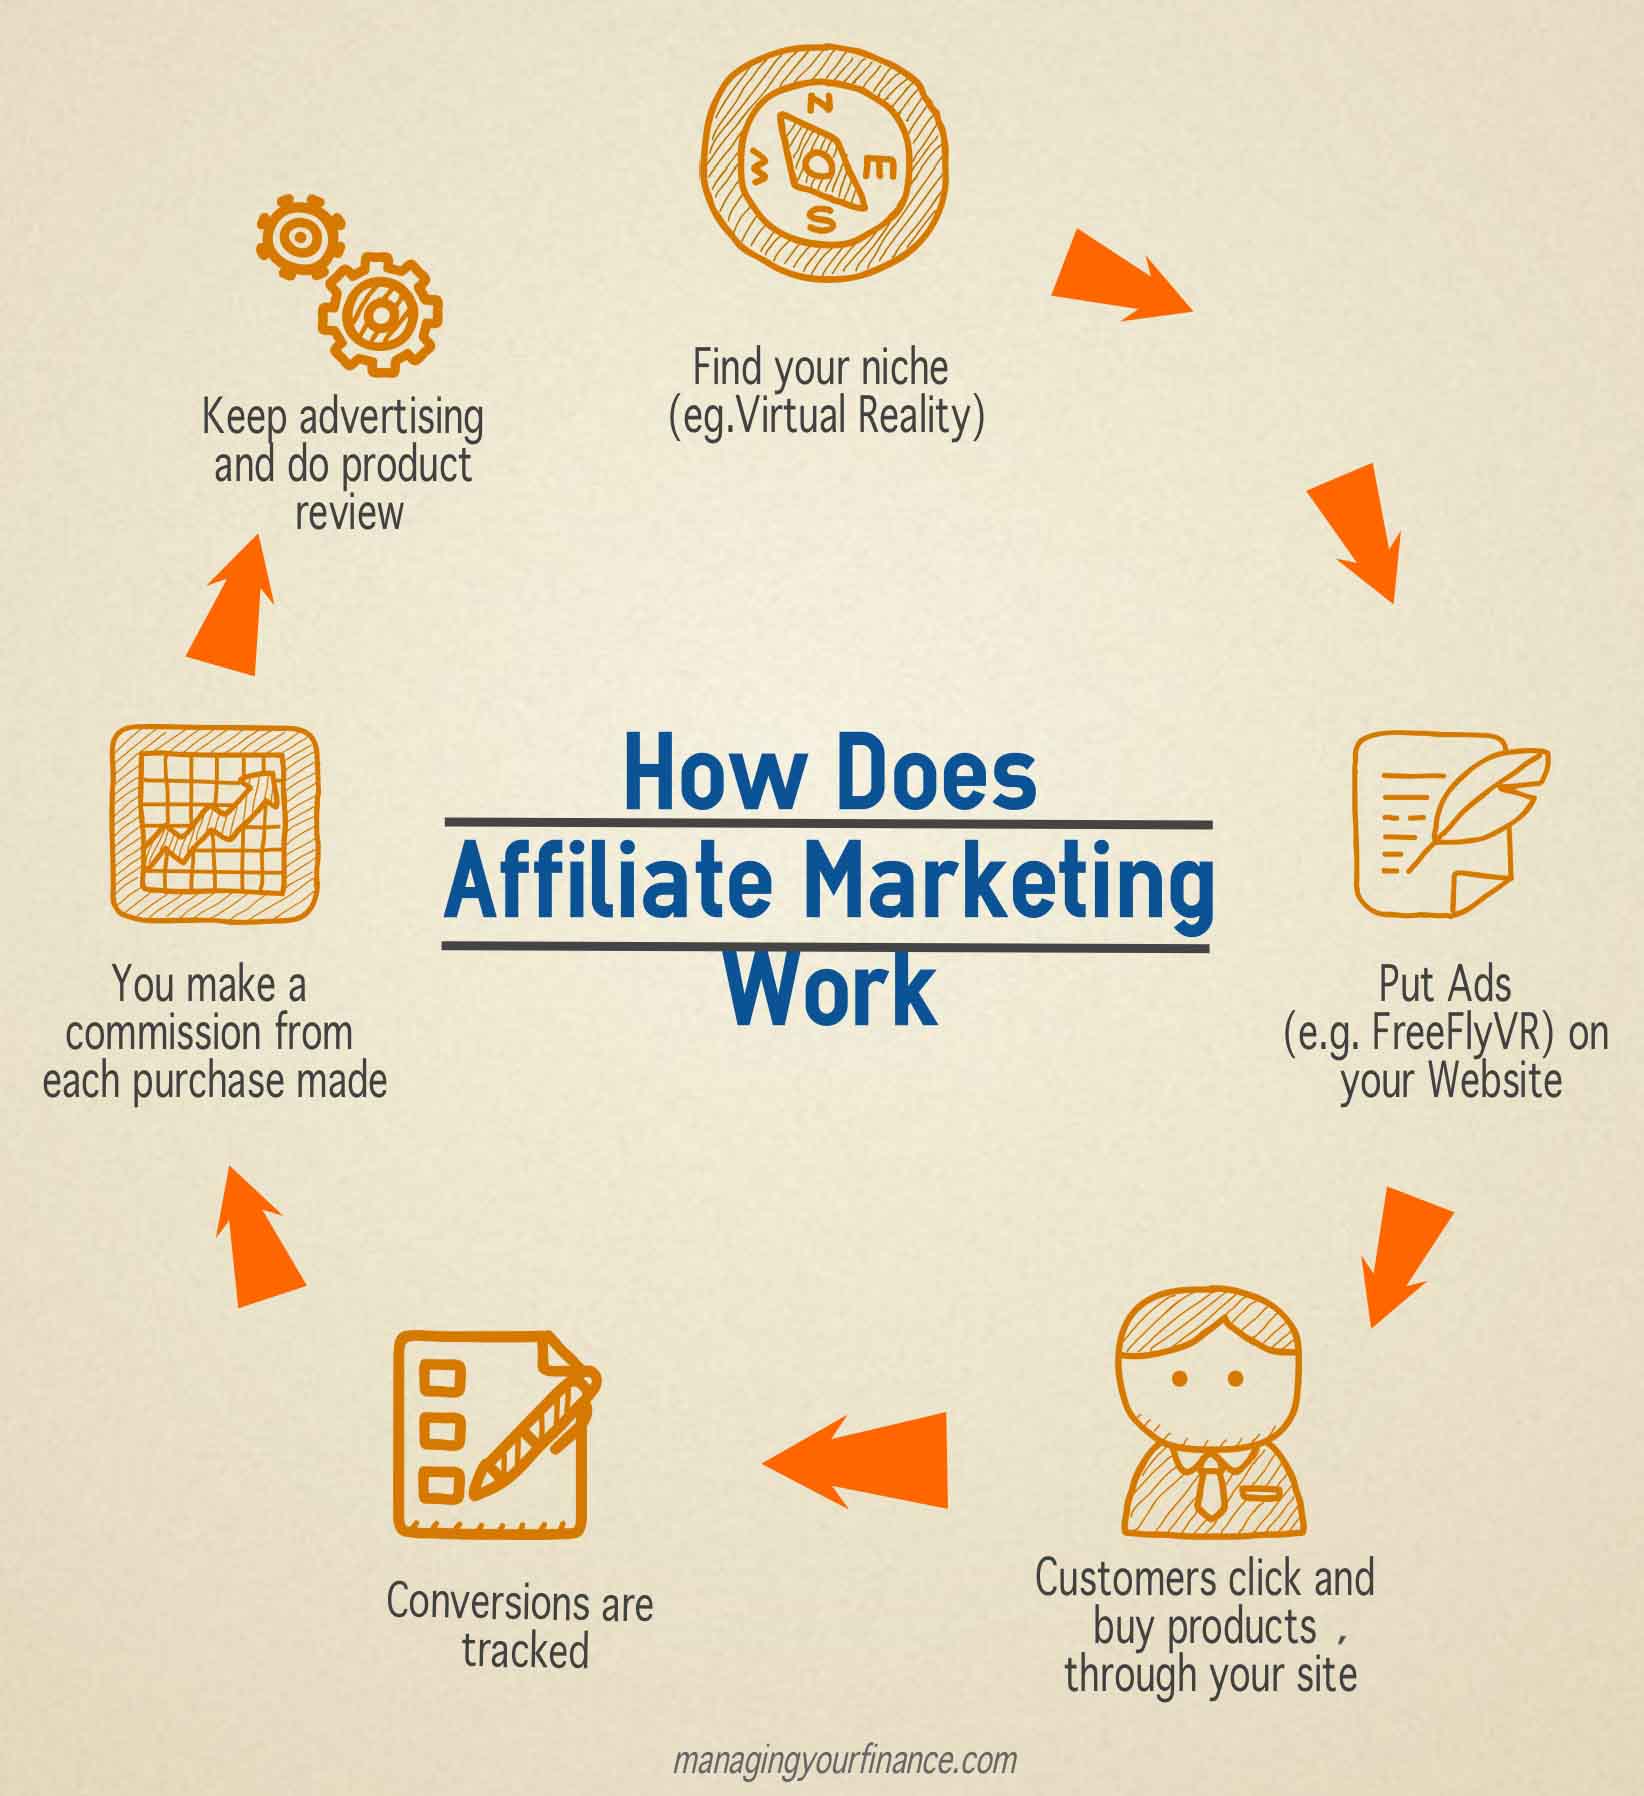 N
W
E
S
Find your niche
(eg.Virtual Reality)
Keep advertising
and do product
review
How Does
Affiliate Marketing
Work
Put Ads
(e.g. FreeFlyVR) on
your Website
You make a
commission from
each purchase made
Customers click and
buy products ,
through your site
Conversions are
tracked
managingyourfinance.com